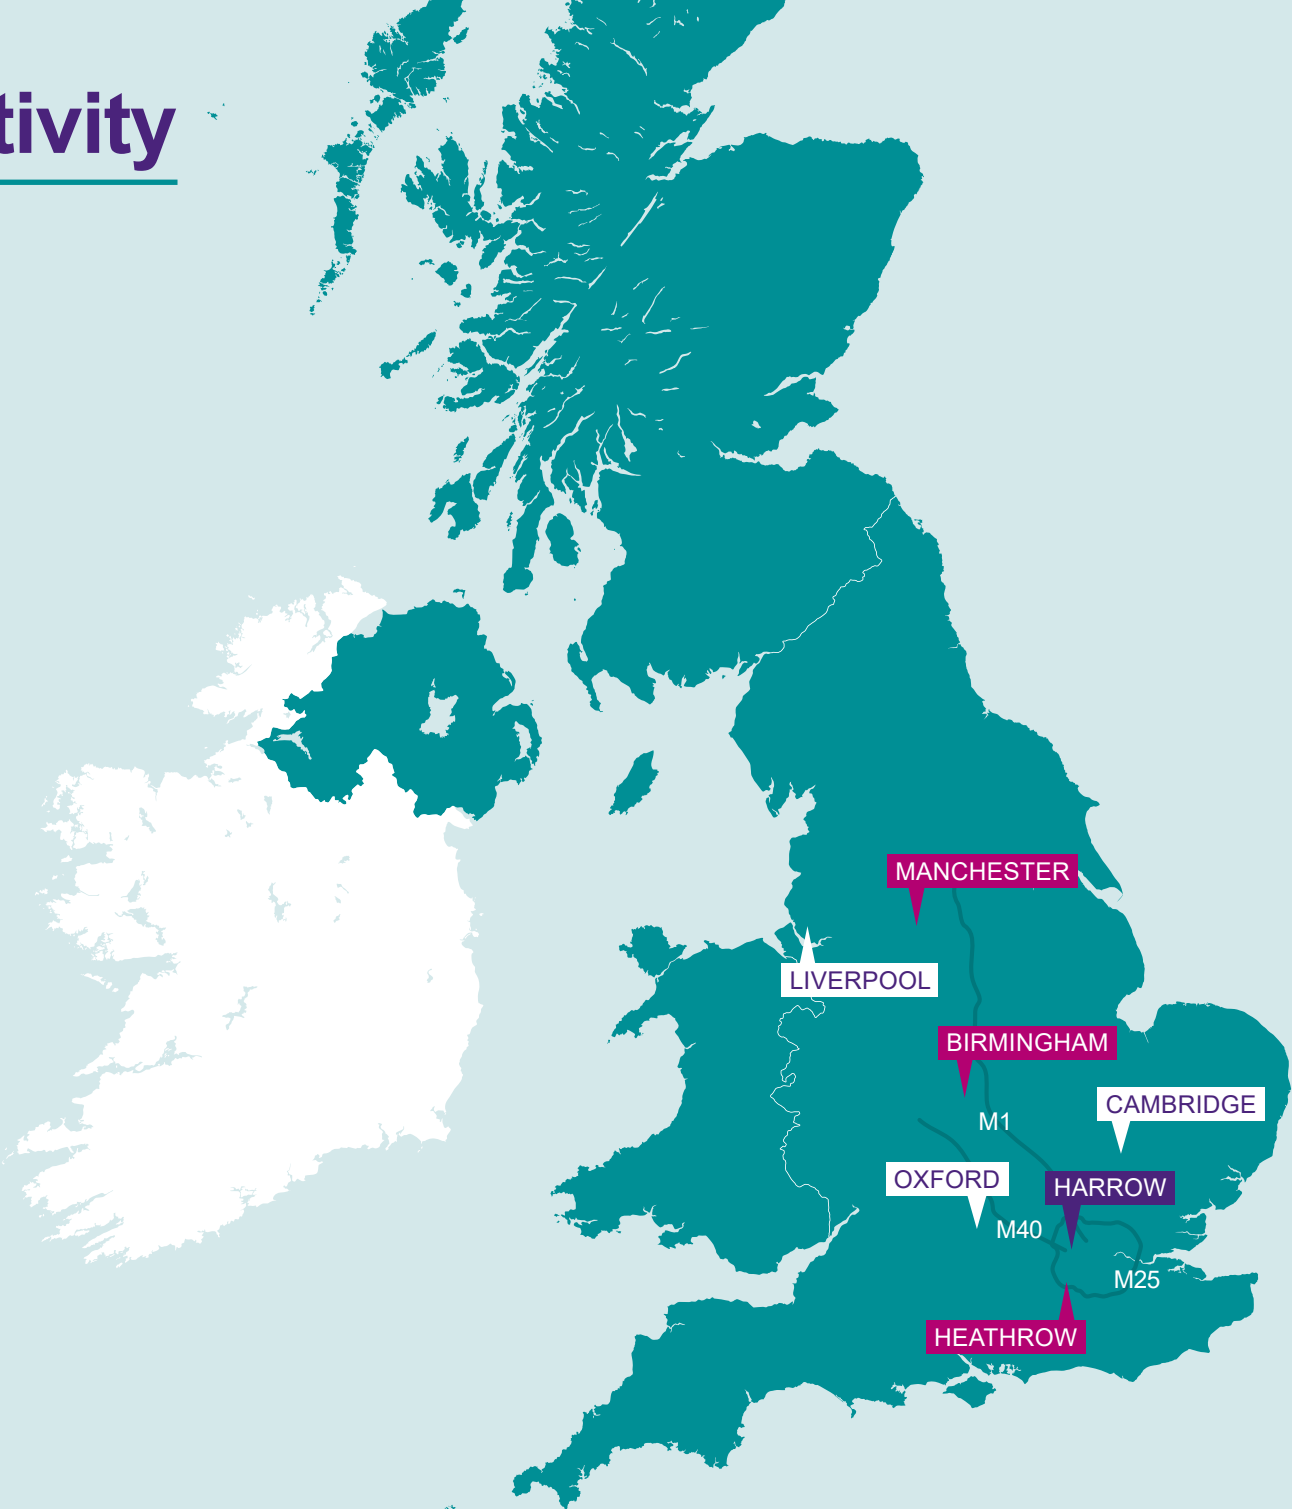 tivity
MANCHESTER
LIVERPOOL
BIRMINGHAM
CAMBRIDGE
M1
OXFORD
HARROW
M40
M25
HEATHROW